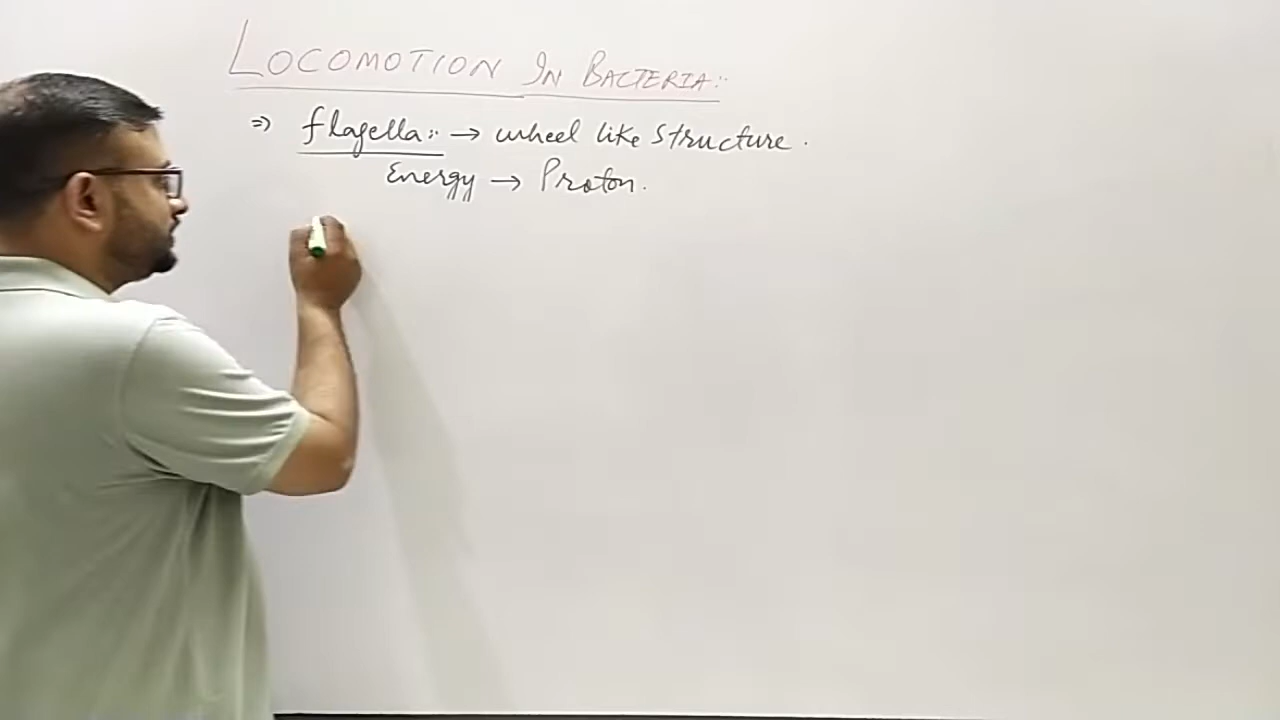 LOCOMOTION IN BACTERIA:-
⇒ flagella:- → wheel like structure.
Energy → Proton.